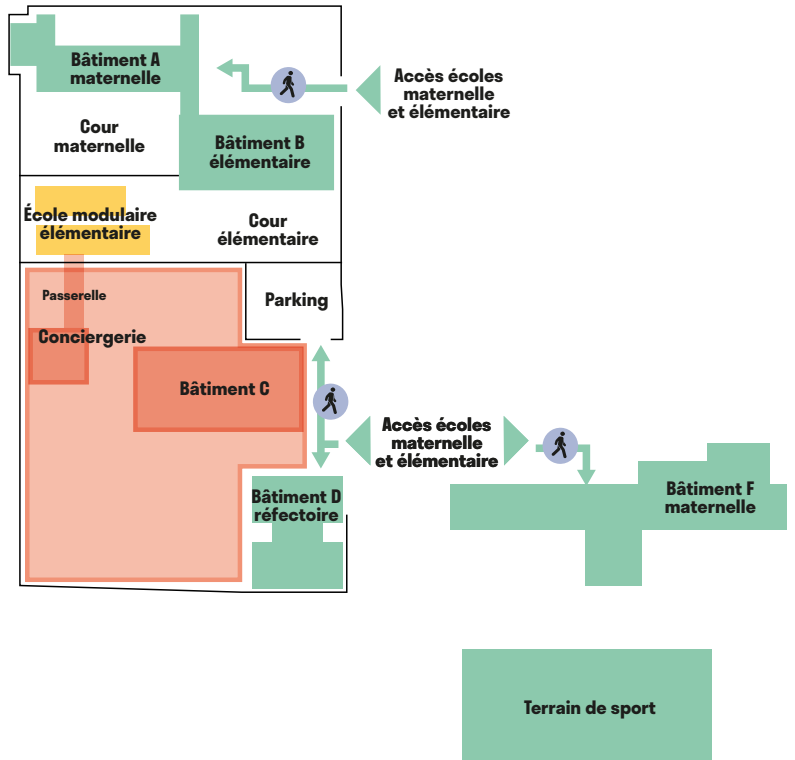 Bâtiment A
maternelle
Accès écoles
maternelle
et élémentaire
Cour
maternelle
Bâtiment B
élémentaire
École modulaire
élémentaire
Cour
élémentaire
Passerelle
Parking
Conciergerie
Bâtiment C
Accès écoles
maternelle
et élémentaire
Bâtiment D
réfectoire
Bâtiment F
maternelle
Terrain de sport